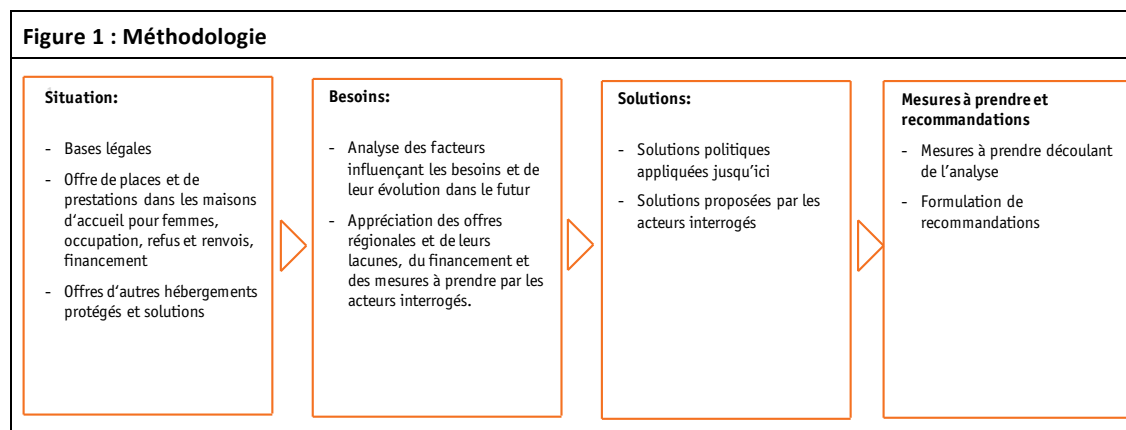 Figure 1 : Méthodologie
Situation:
- Bases légales
- Offre de places et de
prestations dans les maisons
d'accueil pour femmes,
occupation, refus et renvois,
financement
- Offres d'autres hébergements
protégés et solutions
Besoins:
- Analyse des facteurs
influençant les besoins et de
leur évolution dans le futur
- Appréciation des offres
régionales et de leurs
lacunes, du financement et
des mesures à prendre par les
acteurs interrogés.
Solutions:
- Solutions politiques
appliquées jusqu'ici
- Solutions proposées par les
acteurs interrogés
Mesures à prendre et
recommandations
- Mesures à prendre découlant
de l'analyse
- Formulation de
recommandations